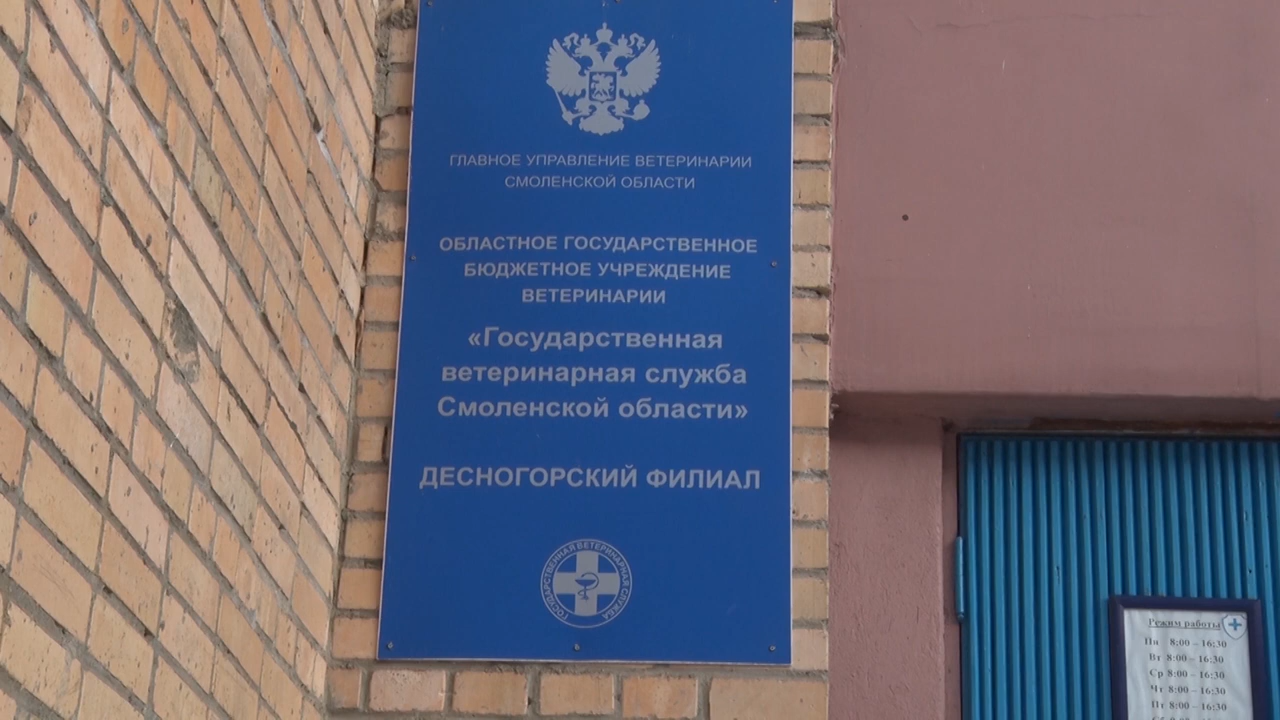 ГЛАВНОЕ УПРАВЛЕНИЕ ВЕТЕРИНАРИИ
СМОЛЕНСКОЙ ОБЛАСТИ
ОБЛАСТНОЕ ГОСУДАРСТВЕННОЕ
БЮДЖЕТНОЕ УЧРЕЖДЕНИЕ
ВЕТЕРИНАРИИ
«Государственная
ветеринарная служба
Смоленской области»
ДЕСНОГОРСКИЙ ФИЛИАЛ
ГОСУДАРСТВЕННАЯ ВЕТЕРИНАРНАЯ СЛУЖБА
Режим работы
Пн 8:00 – 16:30
Вт 8:00 – 16:30
Ср 8:00 – 16:30
Чт 8:00 – 16:30
Пт 8:00 – 16:30